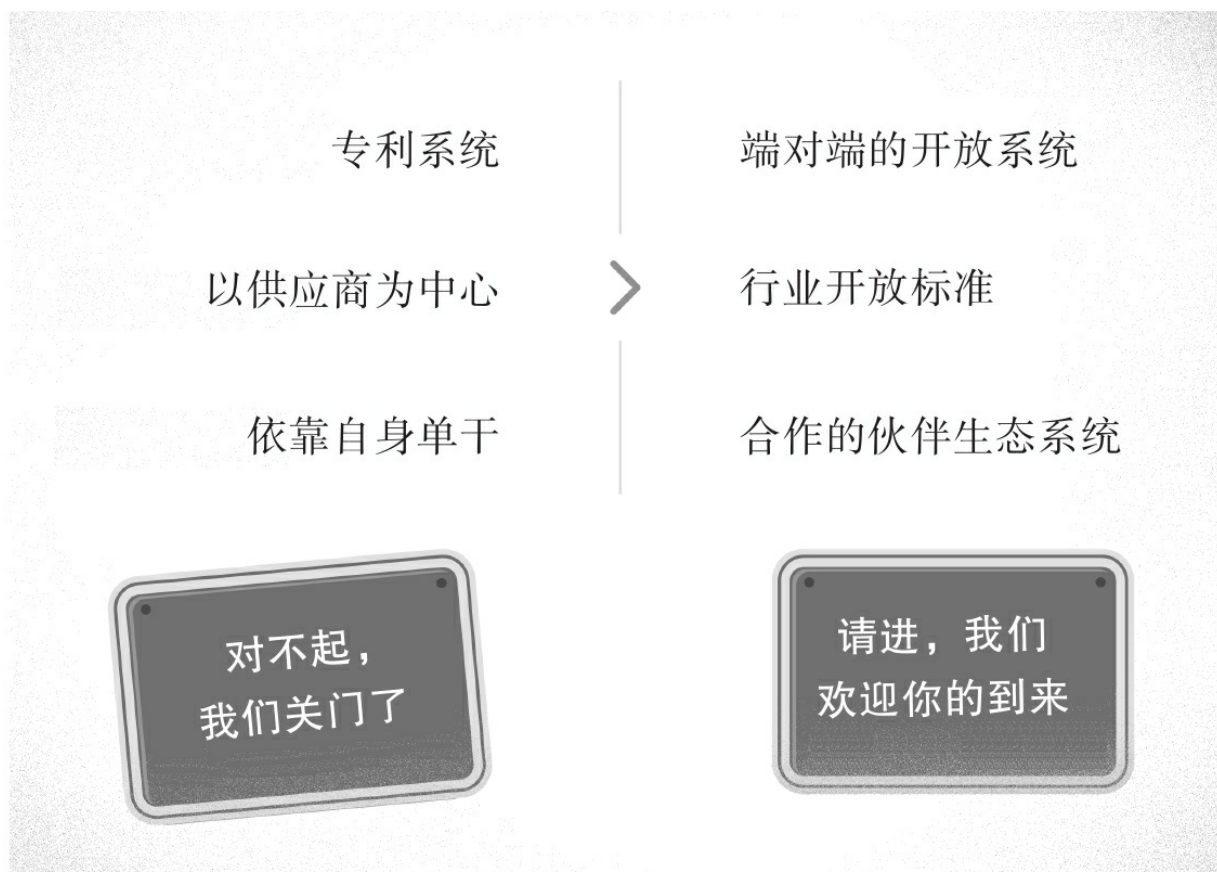 专利系统
端对端的开放系统
以供应商为中心
行业开放标准
依靠自身单干
合作的伙伴生态系统
对不起，
我们关门了
请进，我们
欢迎你的到来